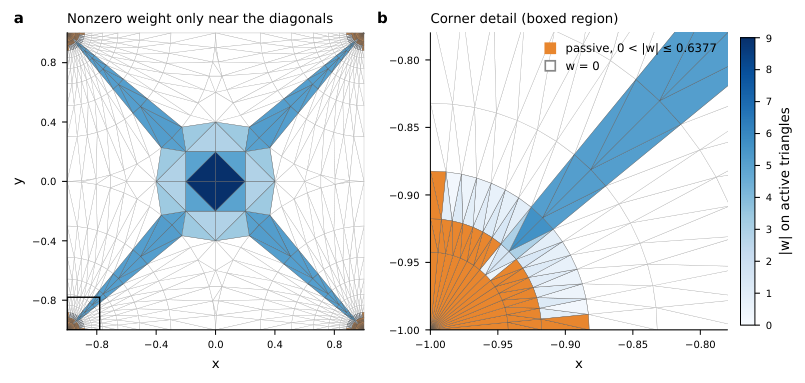 a Nonzero weight only near the diagonals
0.8
0.4
0.0
−0.4
−0.8
y
−0.8 −0.4 0.0 0.4 0.8
x
b Corner detail (boxed region)
passive, 0 < |w| ≤ 0.6377
w = 0
−0.80
−0.85
−0.90
−0.95
−1.00
−1.00 −0.95 −0.90 −0.85 −0.80
x
9
8
7
6
5
4
3
2
1
0
|w| on active triangles